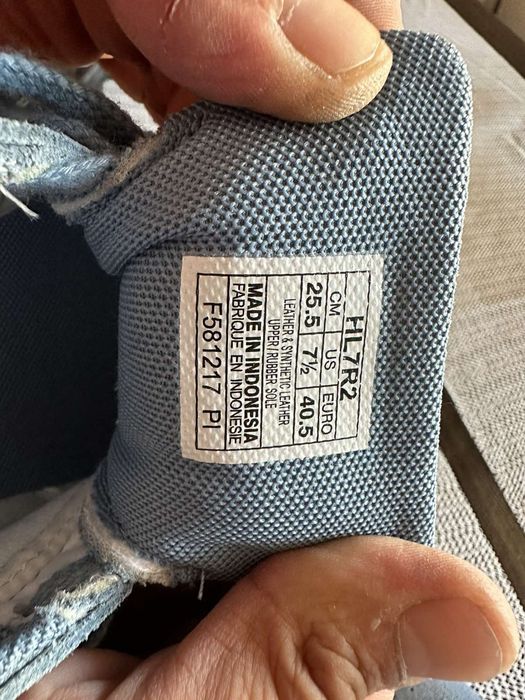 HL7R2
CM US EURO
25.5 7½ 40.5
LEATHER & SYNTHETIC LEATHER
UPPER / RUBBER SOLE
MADE IN INDONESIA
FABRIQUE EN INDONESIE
F581217 PI